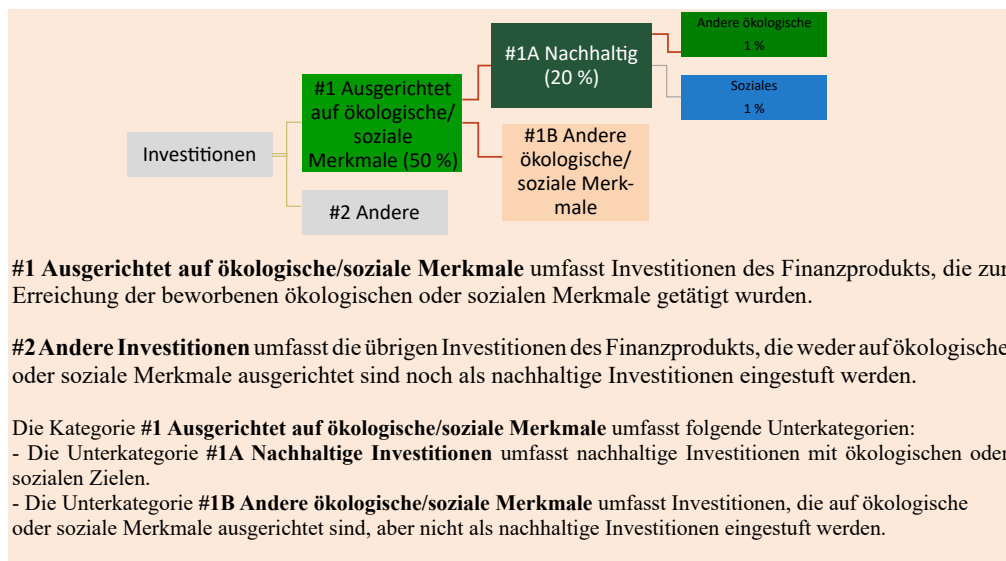 Andere ökologische
1 %
#1A Nachhaltig
(20 %)
Soziales
1 %
#1 Ausgerichtet
auf ökologische/
soziale
Merkmale (50 %)
#1B Andere
ökologische/
soziale Merk-
male
Investitionen
#2 Andere
#1 Ausgerichtet auf ökologische/soziale Merkmale umfasst Investitionen des Finanzprodukts, die zur
Erreichung der beworbenen ökologischen oder sozialen Merkmale getätigt wurden.
#2 Andere Investitionen umfasst die übrigen Investitionen des Finanzprodukts, die weder auf ökologische
oder soziale Merkmale ausgerichtet sind noch als nachhaltige Investitionen eingestuft werden.
Die Kategorie #1 Ausgerichtet auf ökologische/soziale Merkmale umfasst folgende Unterkategorien:
- Die Unterkategorie #1A Nachhaltige Investitionen umfasst nachhaltige Investitionen mit ökologischen oder
sozialen Zielen.
- Die Unterkategorie #1B Andere ökologische/soziale Merkmale umfasst Investitionen, die auf ökologische
oder soziale Merkmale ausgerichtet sind, aber nicht als nachhaltige Investitionen eingestuft werden.